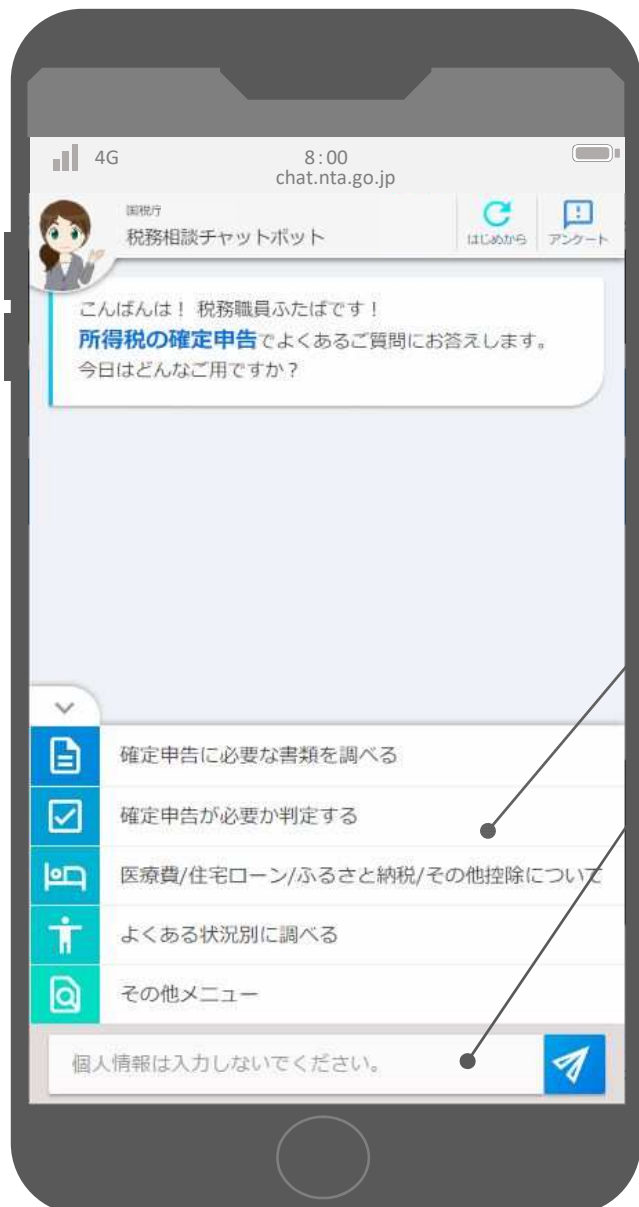 4G
8:00
chat.nta.go.jp
国税庁
税務相談チャットボット
はじめから
アンケート
こんばんは！ 税務職員ふたばです！
所得税の確定申告でよくあるご質問にお答えします。
今日はどんなご用ですか？
確定申告に必要な書類を調べる
確定申告が必要か判定する
医療費/住宅ローン/ふるさと納税/その他控除について
よくある状況別に調べる
その他メニュー
個人情報は入力しないでください。